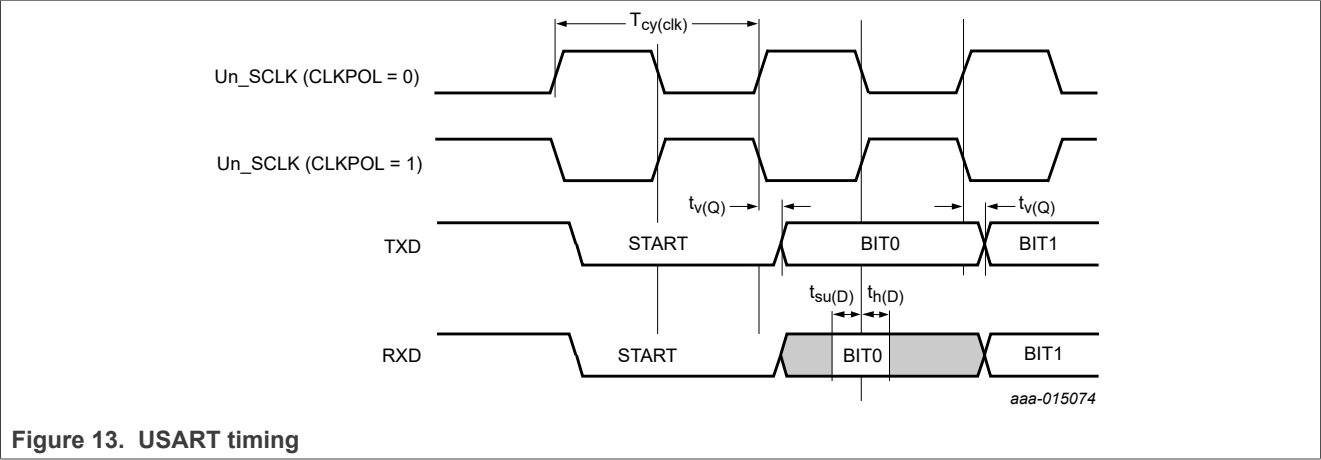 Tcy(clk)
Un_SCLK (CLKPOL = 0)
Un_SCLK (CLKPOL = 1)
tv(Q)
tv(Q)
TXD
START
BIT0
BIT1
tsu(D)
th(D)
RXD
START
BIT0
BIT1
aaa-015074
Figure 13. USART timing